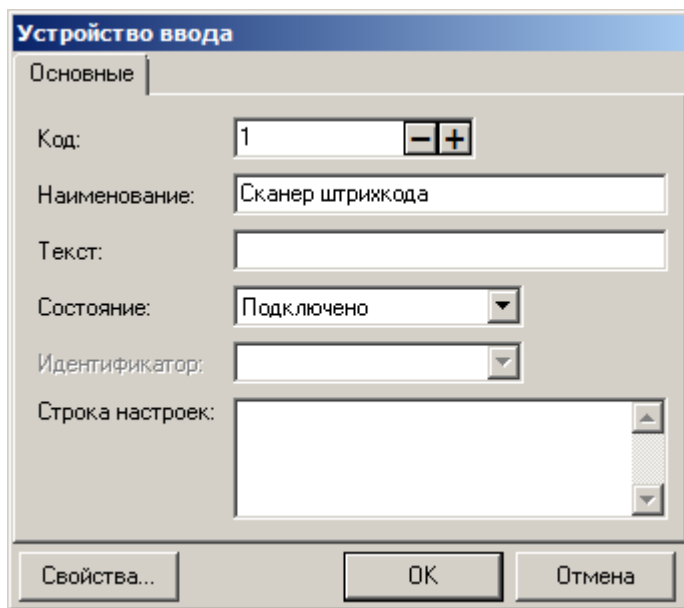 Устройство ввода
Основные
Код: 1
Наименование: Сканер штрихкода
Текст:
Состояние: Подключено
Идентификатор:
Строка настроек:
Свойства... OK Отмена